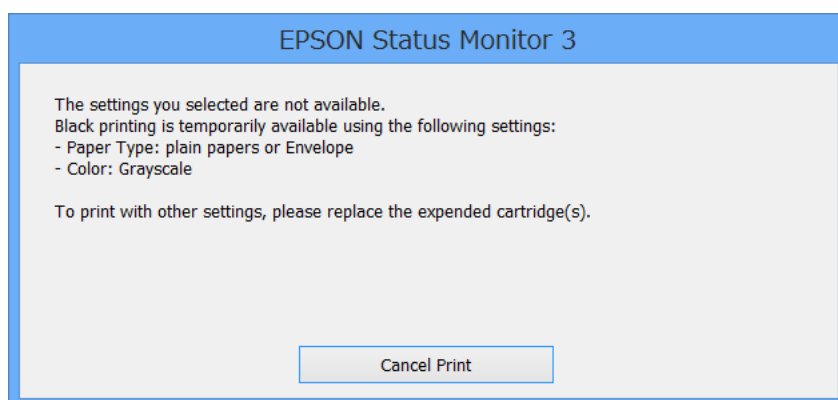 EPSON Status Monitor 3
The settings you selected are not available.
Black printing is temporarily available using the following settings:
- Paper Type: plain papers or Envelope
- Color: Grayscale
To print with other settings, please replace the expended cartridge(s).
Cancel Print